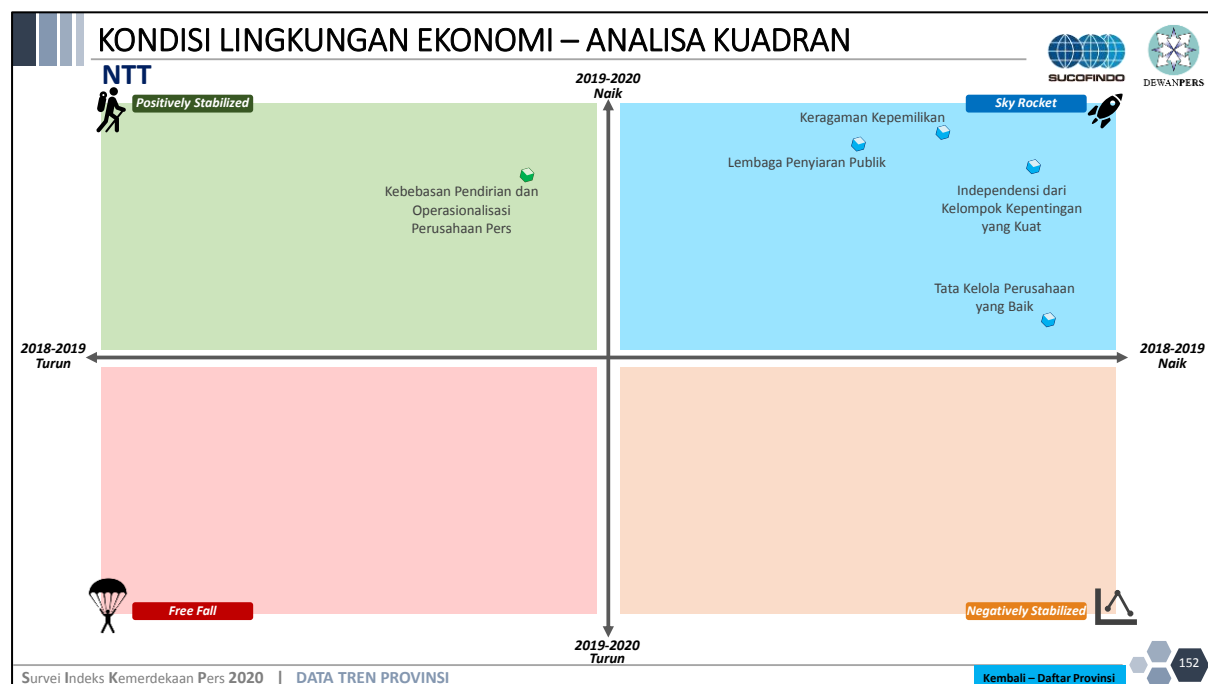 KONDISI LINGKUNGAN EKONOMI – ANALISA KUADRAN
SUCOFINDO
DEWANPERS
NTT
2019-2020
Naik
Positively Stabilized
Sky Rocket
Keragaman Kepemilikan
Lembaga Penyiaran Publik
Kebebasan Pendirian dan
Operasionalisasi
Perusahaan Pers
Independensi dari
Kelompok Kepentingan
yang Kuat
Tata Kelola Perusahaan
yang Baik
2018-2019
Turun
2018-2019
Naik
Free Fall
Negatively Stabilized
2019-2020
Turun
Survei Indeks Kemerdekaan Pers 2020 | DATA TREN PROVINSI
Kembali – Daftar Provinsi
152